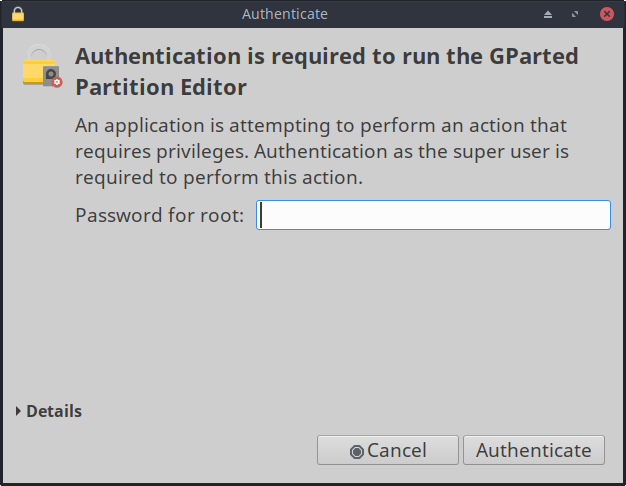 Authenticate
Authentication is required to run the GParted
Partition Editor
An application is attempting to perform an action that
requires privileges. Authentication as the super user is
required to perform this action.
Password for root:
Details
Cancel
Authenticate